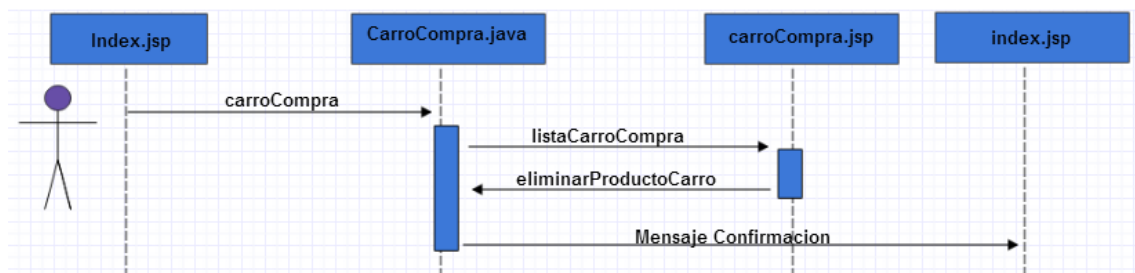 Index.jsp
CarroCompra.java
carroCompra.jsp
index.jsp
carroCompra
listaCarroCompra
eliminarProductoCarro
Mensaje Confirmacion